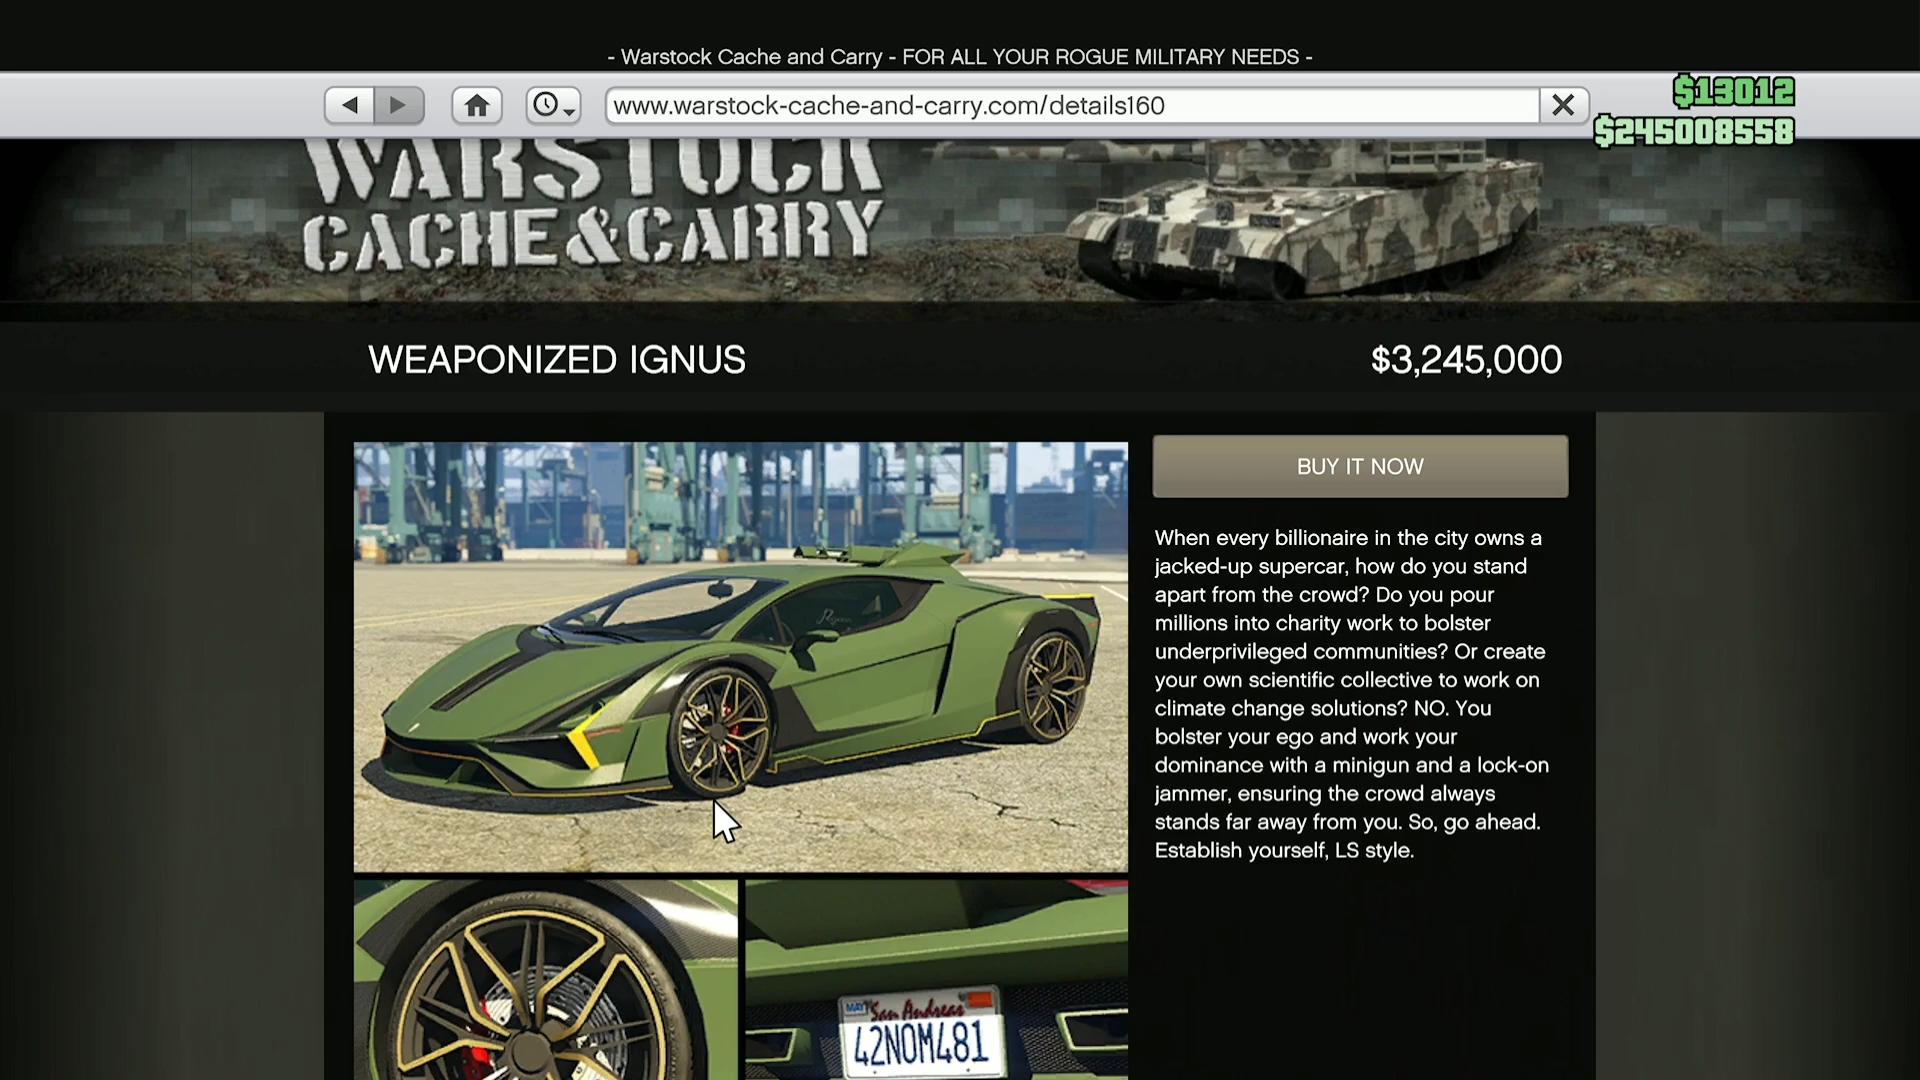 - Warstock Cache and Carry - FOR ALL YOUR ROGUE MILITARY NEEDS -
www.warstock-cache-and-carry.com/details160
$13012
$245008558
WARSTOCK
CACHE&CARRY
WEAPONIZED IGNUS
$3,245,000
BUY IT NOW
When every billionaire in the city owns a
jacked-up supercar, how do you stand
apart from the crowd? Do you pour
millions into charity work to bolster
underprivileged communities? Or create
your own scientific collective to work on
climate change solutions? NO. You
bolster your ego and work your
dominance with a minigun and a lock-on
jammer, ensuring the crowd always
stands far away from you. So, go ahead.
Establish yourself, LS style.
MAY San Andreas
42NOM481